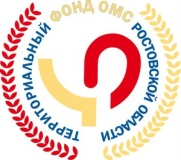 ТЕРРИТОРИАЛЬНЫЙ ФОНД ОМС РОСТОВСКОЙ ОБЛАСТИ